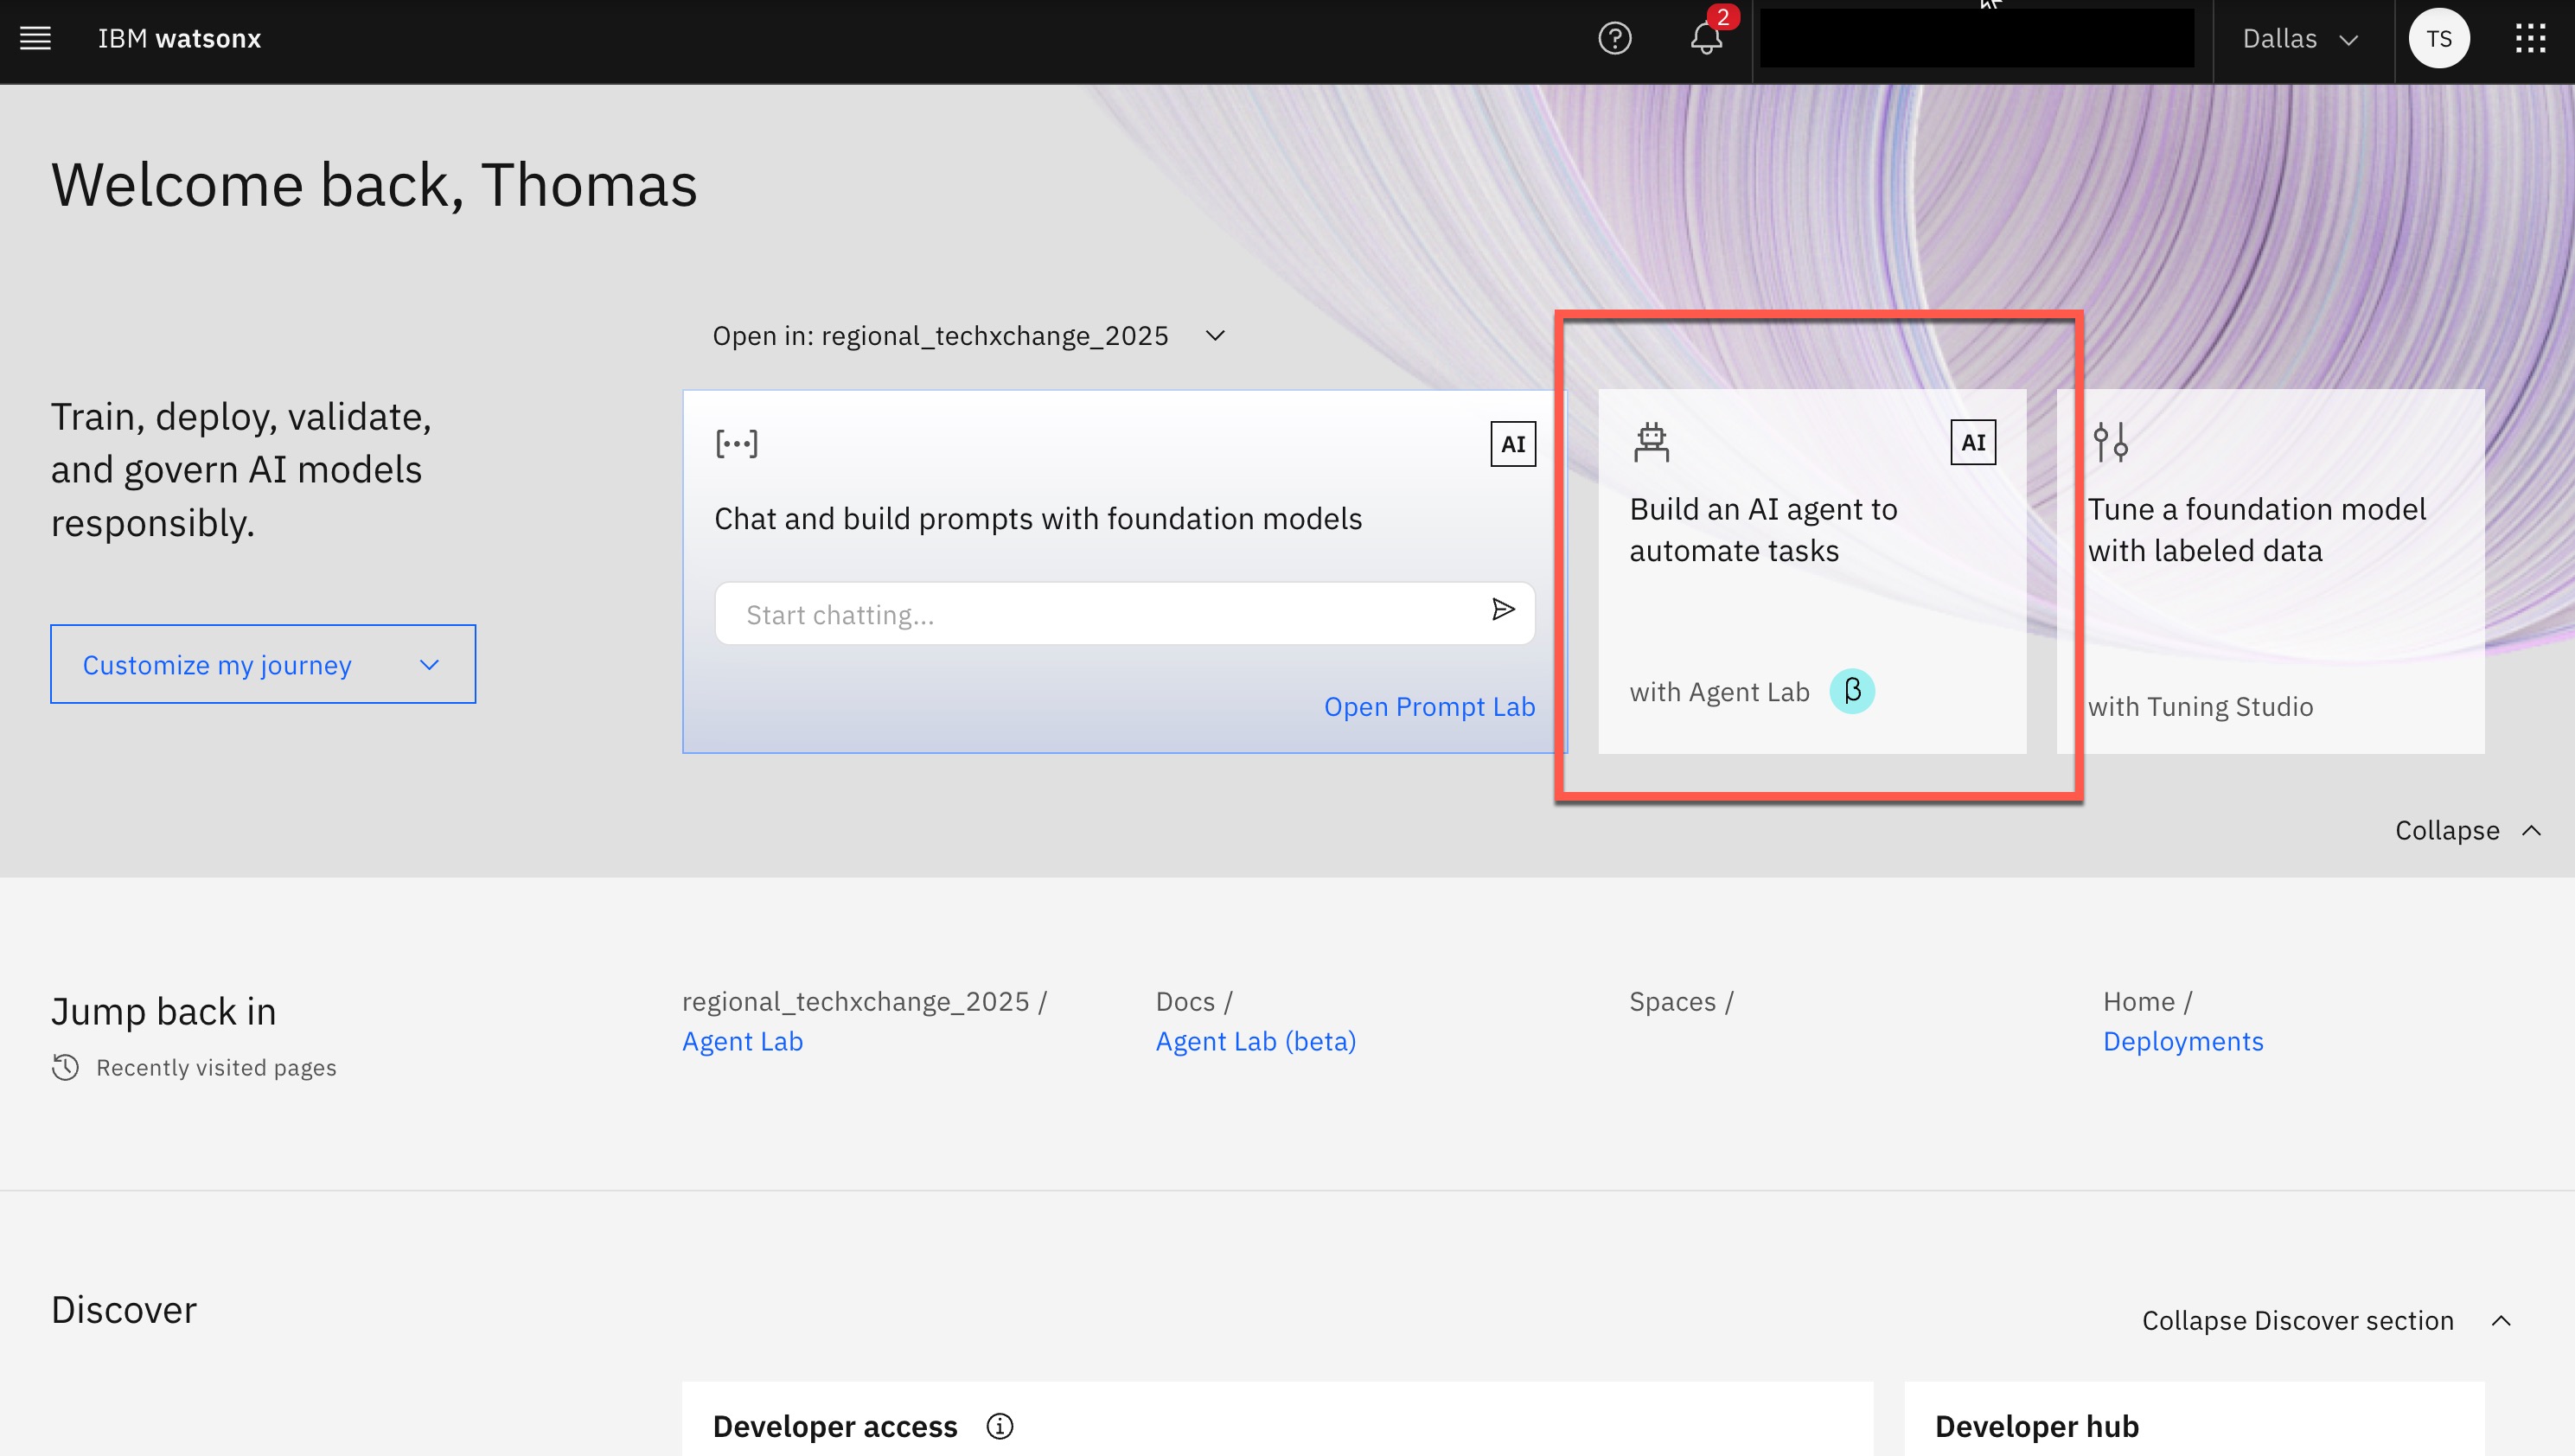 IBM watsonx
2
Dallas
TS
Welcome back, Thomas
Open in: regional_techxchange_2025
Train, deploy, validate,
and govern AI models
responsibly.
Customize my journey
AI
Chat and build prompts with foundation models
Start chatting...
Open Prompt Lab
AI
Build an AI agent to
automate tasks
with Agent Lab β
Tune a foundation model
with labeled data
with Tuning Studio
Collapse
Jump back in
Recently visited pages
regional_techxchange_2025 /
Agent Lab
Docs /
Agent Lab (beta)
Spaces /
Home /
Deployments
Discover
Collapse Discover section
Developer access
Developer hub